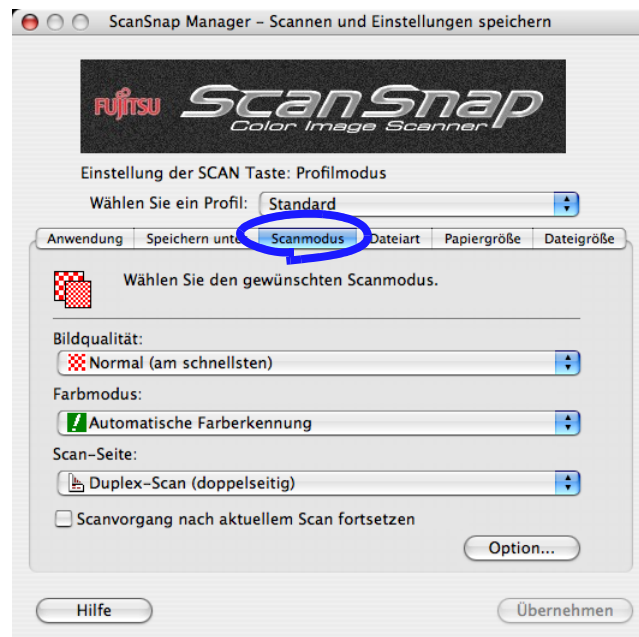 ScanSnap Manager – Scannen und Einstellungen speichern
FUJITSU ScanSnap
Color Image Scanner
Einstellung der SCAN Taste: Profilmodus
Wählen Sie ein Profil: Standard
Anwendung Speichern unter Scanmodus Dateiart Papiergröße Dateigröße
Wählen Sie den gewünschten Scanmodus.
Bildqualität:
Normal (am schnellsten)
Farbmodus:
Automatische Farberkennung
Scan-Seite:
Duplex-Scan (doppelseitig)
Scanvorgang nach aktuellem Scan fortsetzen
Option...
Hilfe Übernehmen